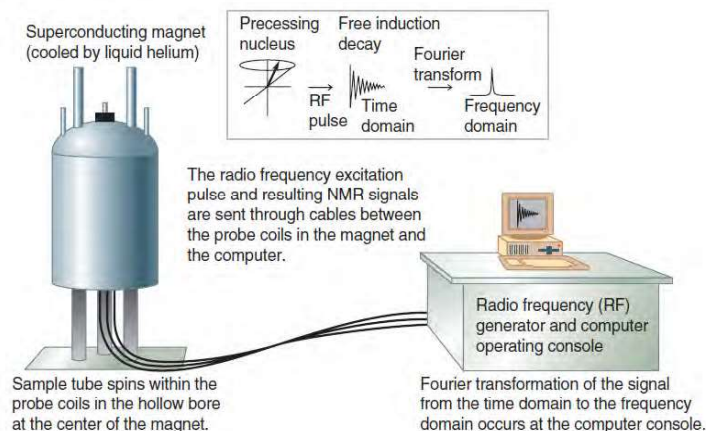 Superconducting magnet
(cooled by liquid helium)
Precessing
nucleus
RF
pulse
Free induction
decay
Time
domain
Fourier
transform
Frequency
domain
The radio frequency excitation
pulse and resulting NMR signals
are sent through cables between
the probe coils in the magnet and
the computer.
Radio frequency (RF)
generator and computer
operating console
Sample tube spins within the
probe coils in the hollow bore
at the center of the magnet.
Fourier transformation of the signal
from the time domain to the frequency
domain occurs at the computer console.